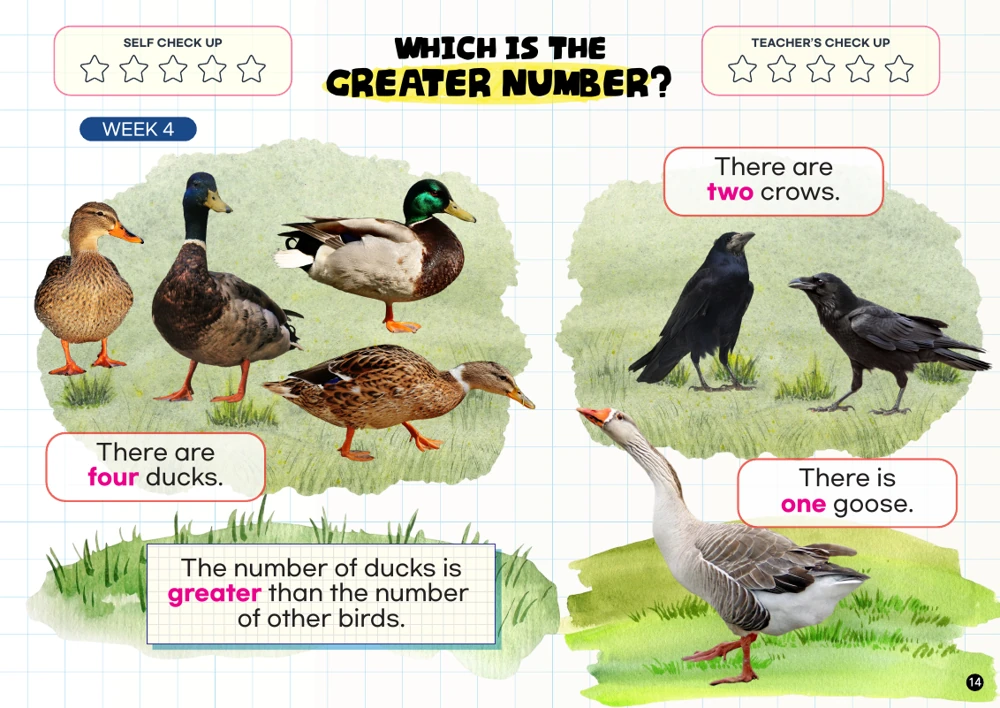 SELF CHECK UP
WHICH IS THE
GREATER NUMBER?
TEACHER'S CHECK UP
WEEK 4
There are
two crows.
There are
four ducks.
There is
one goose.
The number of ducks is
greater than the number
of other birds.
14